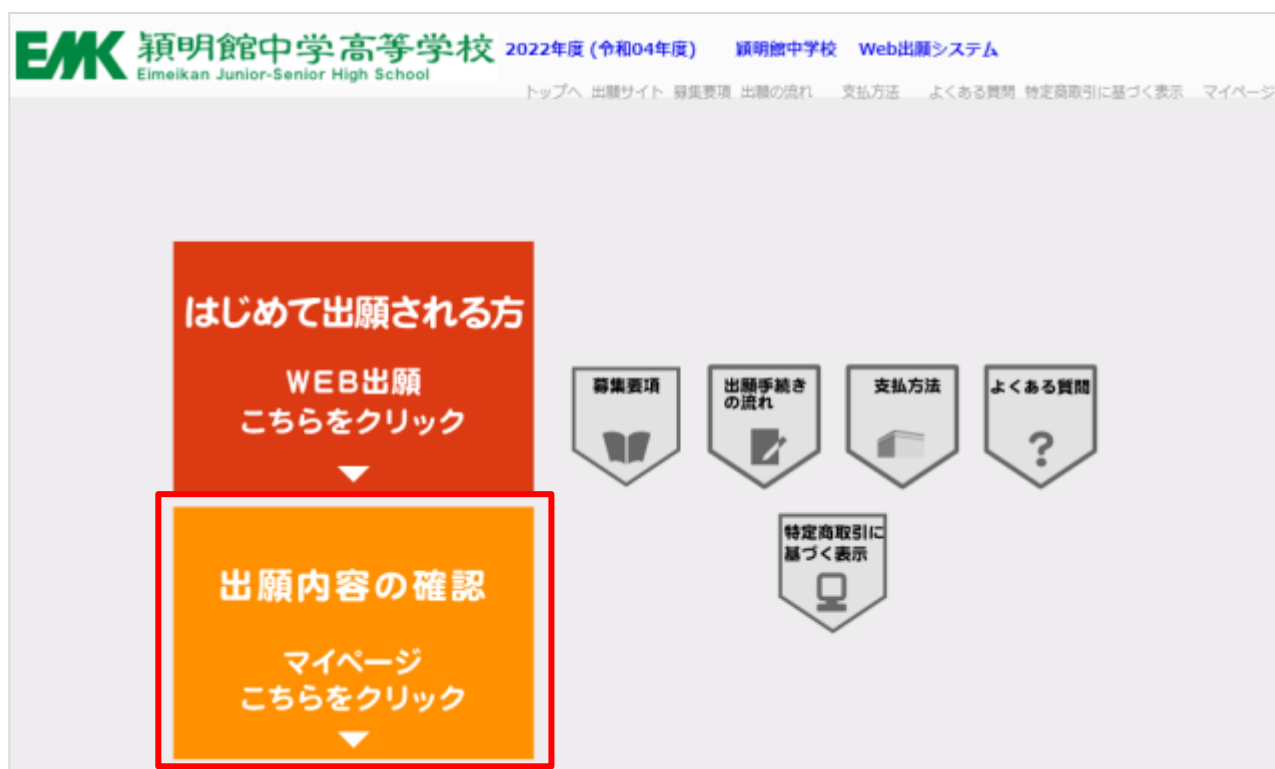 EMK 穎明館中学高等学校
Eimeikan Junior-Senior High School
2022年度 (令和04年度) 穎明館中学校 Web出願システム
トップへ 出願サイト 募集要項 出願の流れ 支払方法 よくある質問 特定商取引に基づく表示 マイページ
はじめて出願される方
WEB出願
こちらをクリック
募集要項
出願手続き
の流れ
支払方法
よくある質問
?
特定商取引に
基づく表示
出願内容の確認
マイページ
こちらをクリック